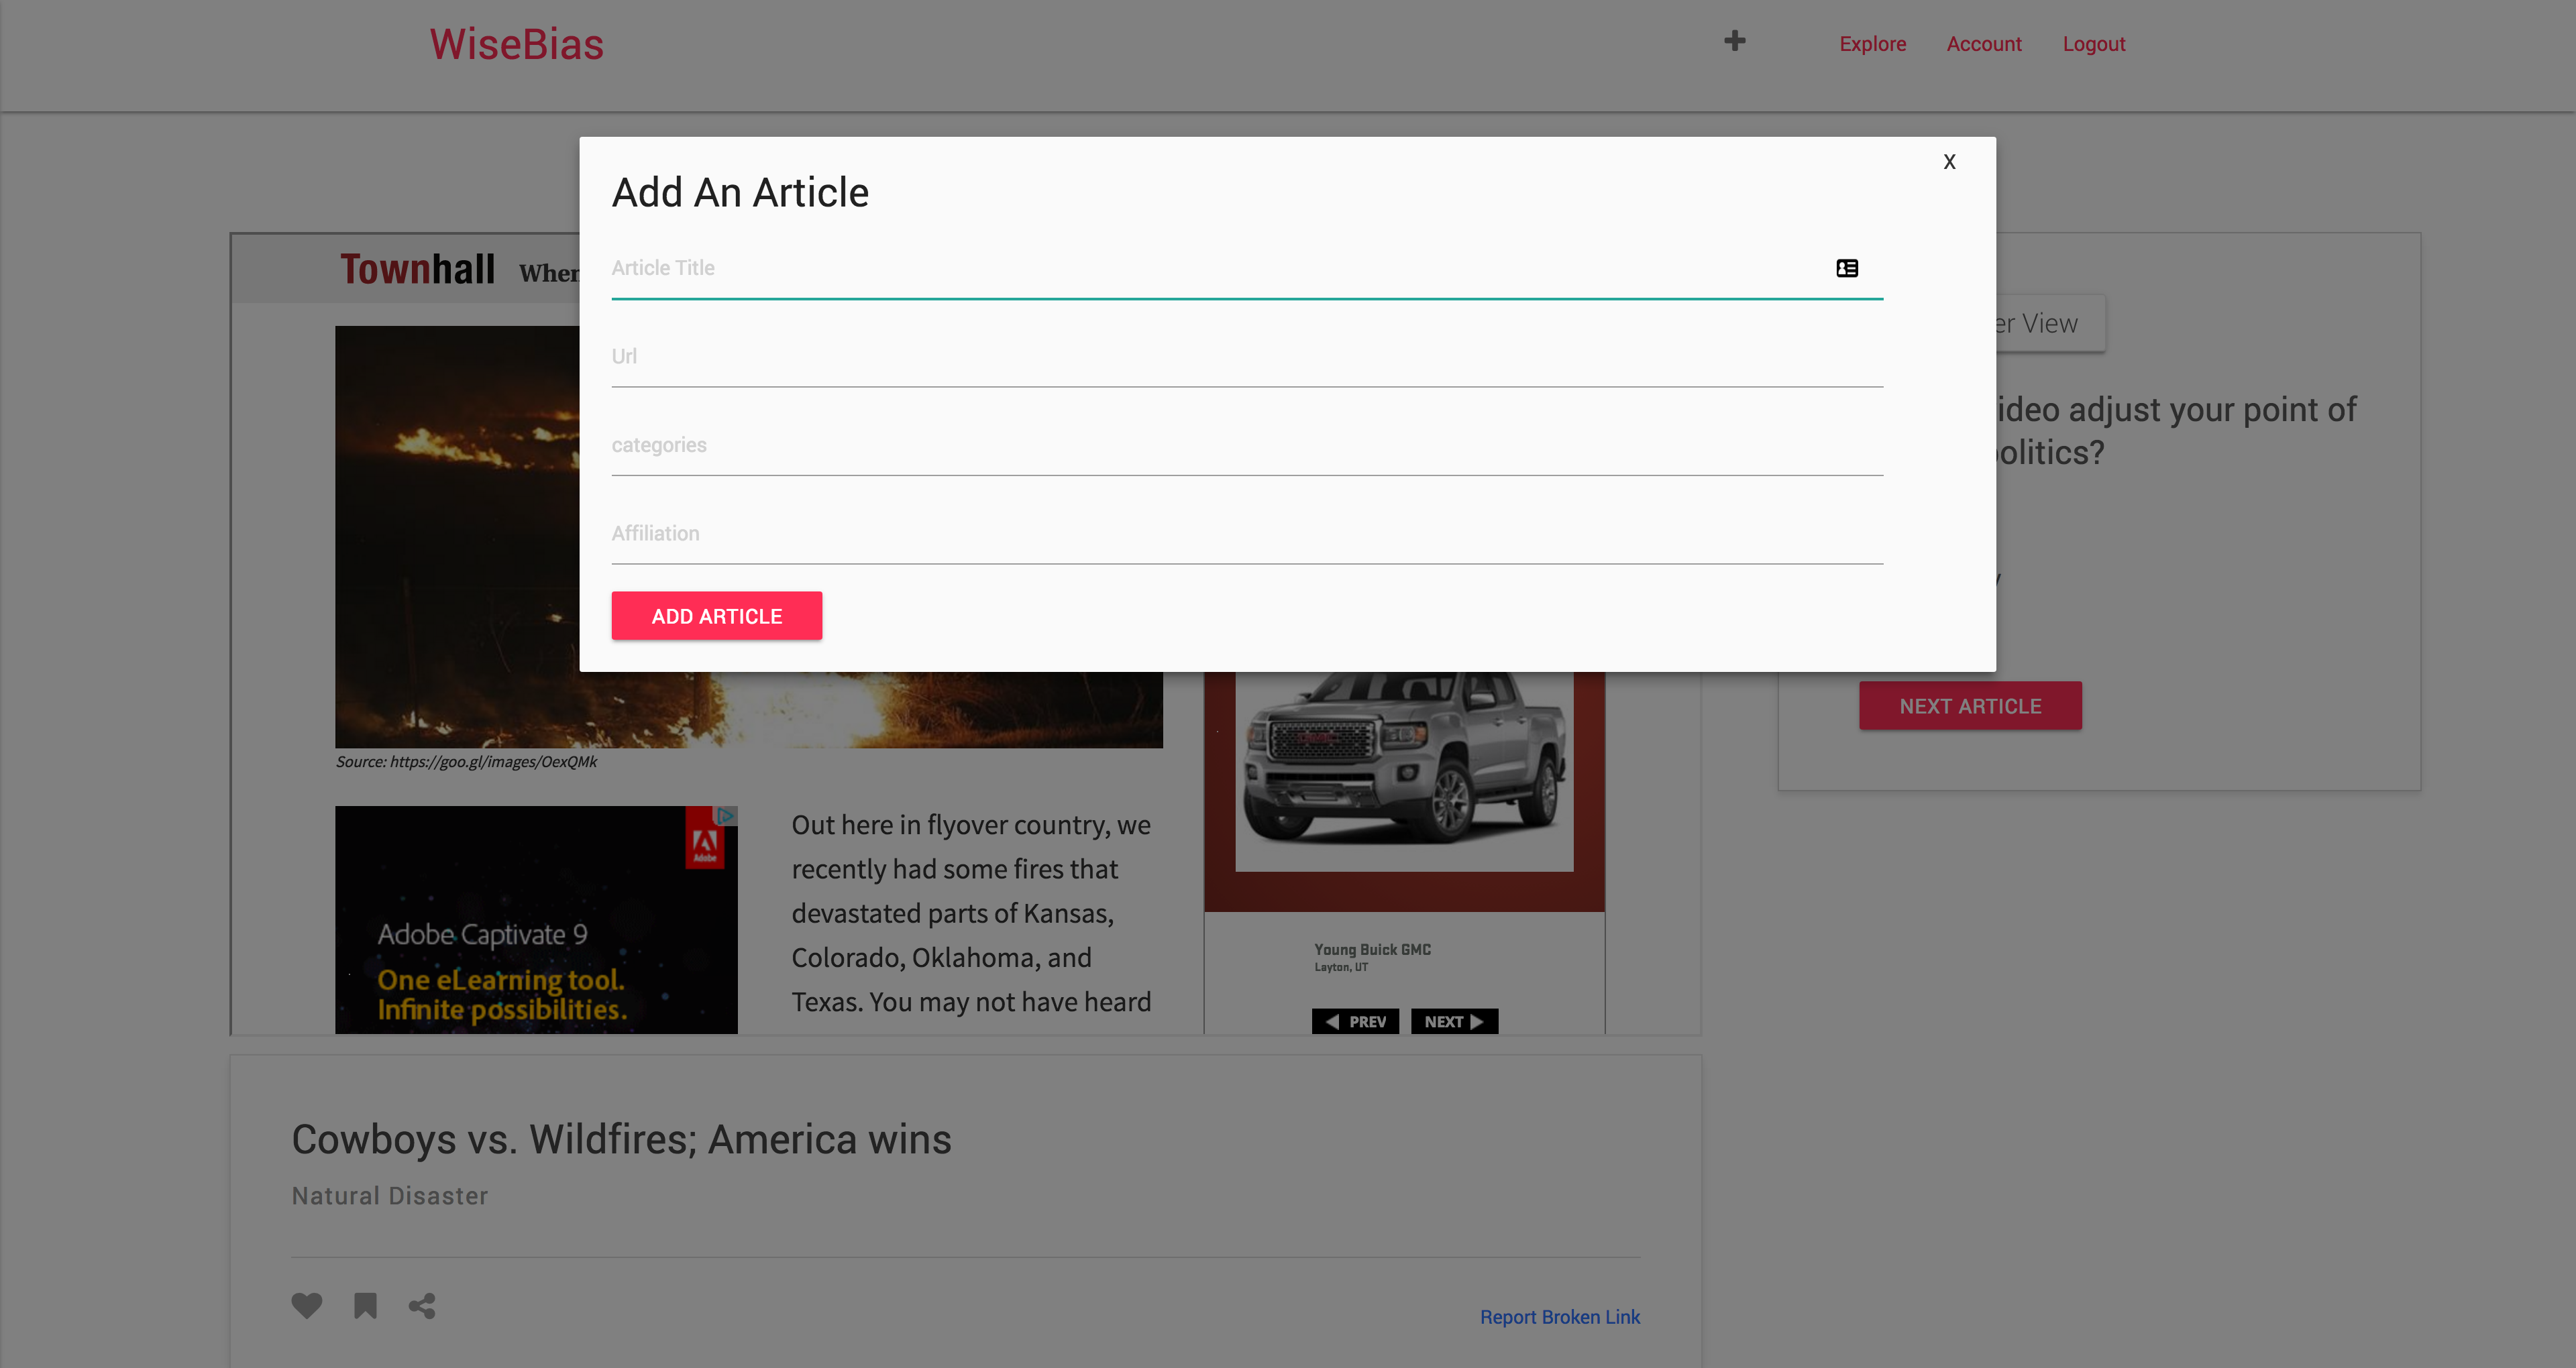 WiseBias
Explore
Account
Logout
X
Add An Article
Article Title
Url
categories
Affiliation
ADD ARTICLE
Townhall
er View
ideo adjust your point of
politics?
NEXT ARTICLE
Source: https://goo.gl/images/OexQMk
Adobe
Adobe Captivate 9
One eLearning tool.
Infinite possibilities.
Out here in flyover country, we
recently had some fires that
devastated parts of Kansas,
Colorado, Oklahoma, and
Texas. You may not have heard
Young Buick GMC
Layton, UT
PREV
NEXT
Cowboys vs. Wildfires; America wins
Natural Disaster
Report Broken Link